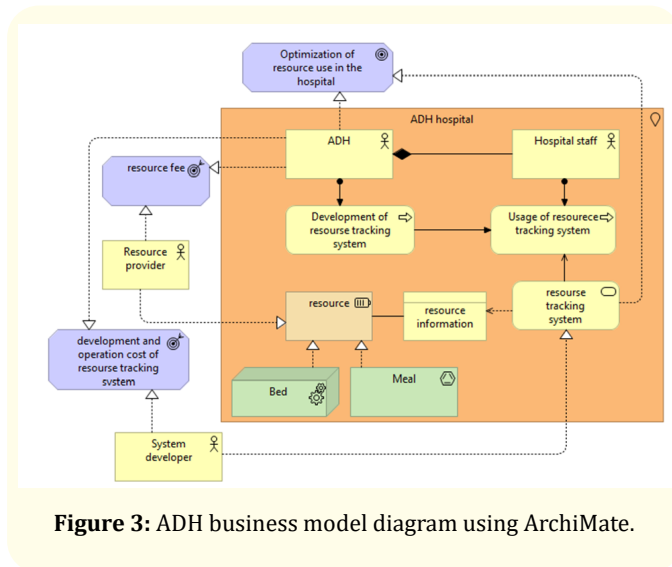 Optimization of
resource use in the
hospital
ADH hospital
ADH
Hospital staff
resource fee
Development of
resourse tracking
system
Usage of resourece
tracking system
Resource
provider
resource
resource
information
resourse
tracking
system
development and
operation cost of
resourse tracking
svstem
Bed
Meal
System
developer
Figure 3: ADH business model diagram using ArchiMate.